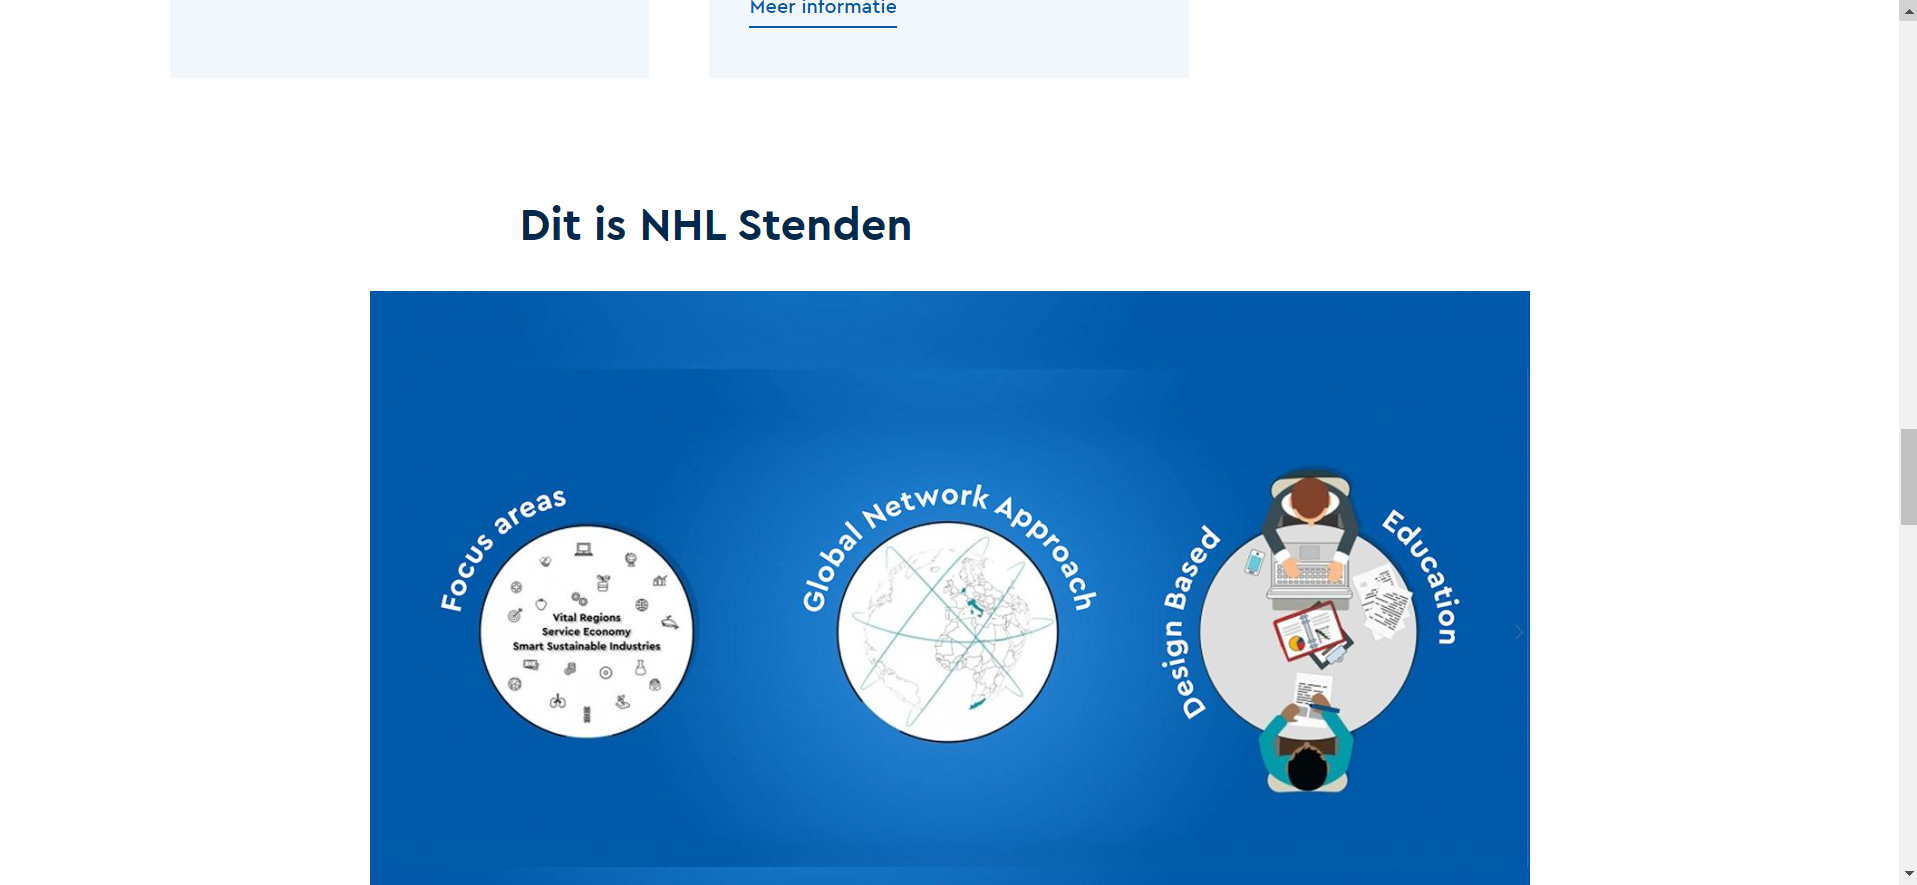 Meer informatie
Dit is NHL Stenden
Focus areas
Vital Regions
Service Economy
Smart Sustainable Industries
Global Network Approach
Design Based Education